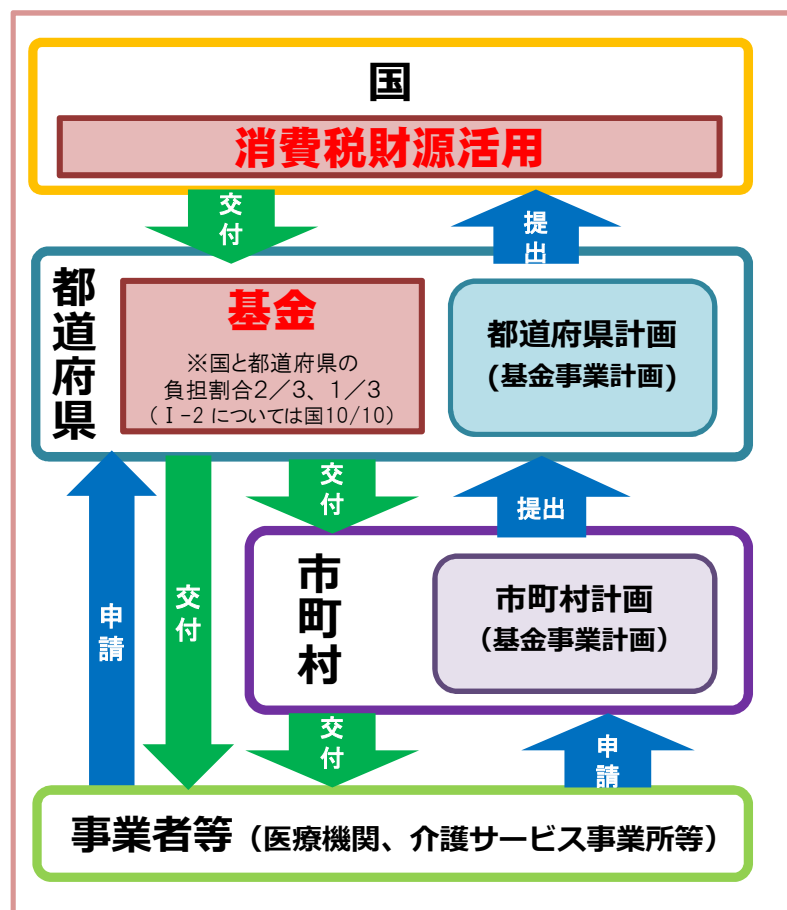 国
消費税財源活用
交付
提出
都道府県
基金
※国と都道府県の
負担割合2/3、1/3
(Ⅰ-2 については国10/10)
都道府県計画
(基金事業計画)
交付
提出
申請
交付
市町村
市町村計画
(基金事業計画)
交付
申請
事業者等(医療機関、介護サービス事業所等)